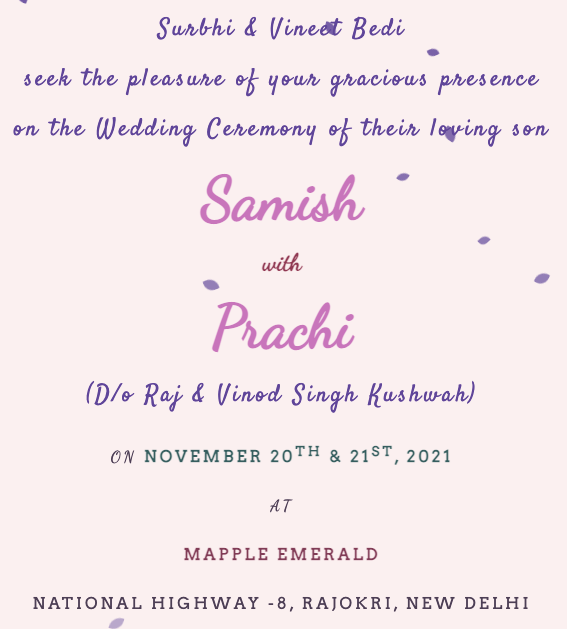 Surbhi & Vineet Bedi
seek the pleasure of your gracious presence
on the Wedding Ceremony of their loving son
Samish
with
Prachi
(D/o Raj & Vinod Singh Kushwah)
ON NOVEMBER 20TH & 21ST, 2021
AT
MAPPLE EMERALD
NATIONAL HIGHWAY -8, RAJOKRI, NEW DELHI